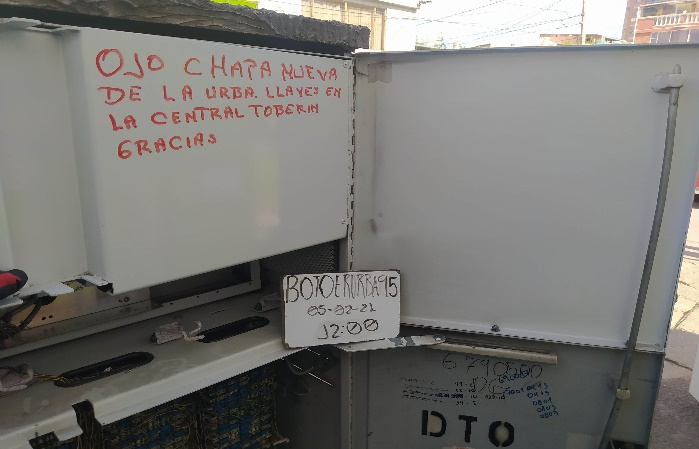 OJO CHAPA NUEVA
DE LA URBA. LLAVES EN
LA CENTRAL TOBERIN
GRACIAS
BOTOERURBA915
05-02-21
12:00
DTO